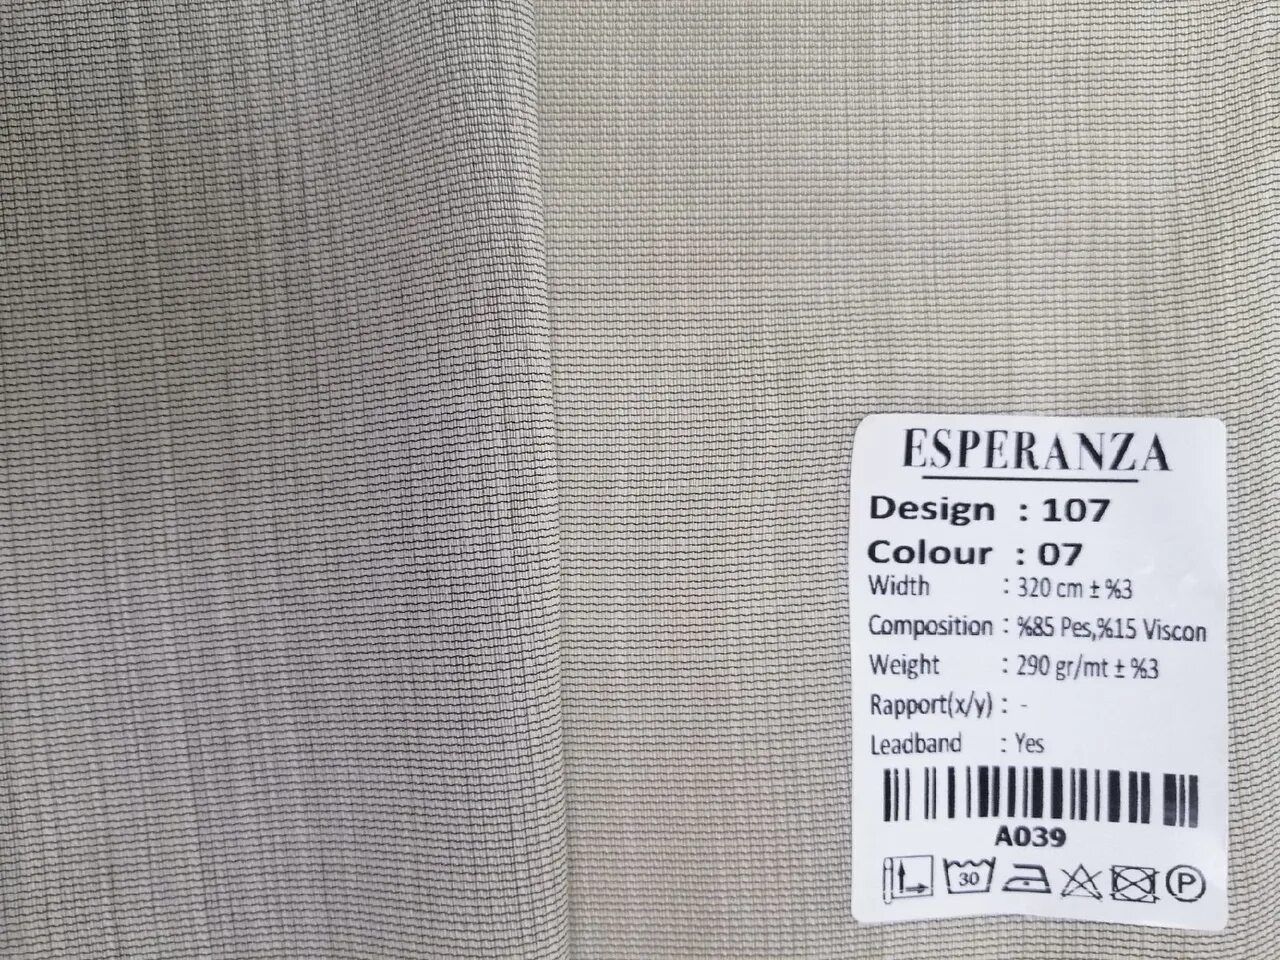 ESPERANZA
Design : 107
Colour : 07
Width : 320 cm ± %3
Composition : %85 Pes,%15 Viscon
Weight : 290 gr/mt ± %3
Rapport(x/y) : -
Leadband : Yes
A039
30 P